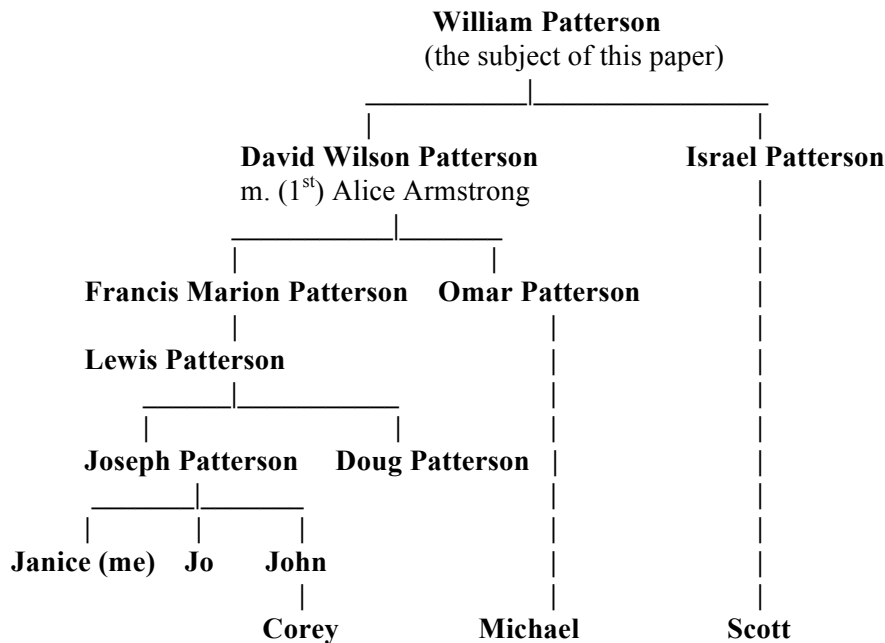 William Patterson
(the subject of this paper)
David Wilson Patterson Israel Patterson
m. (1st) Alice Armstrong
Francis Marion Patterson Omar Patterson
Lewis Patterson
Joseph Patterson Doug Patterson
Janice (me) Jo John
Corey Michael Scott